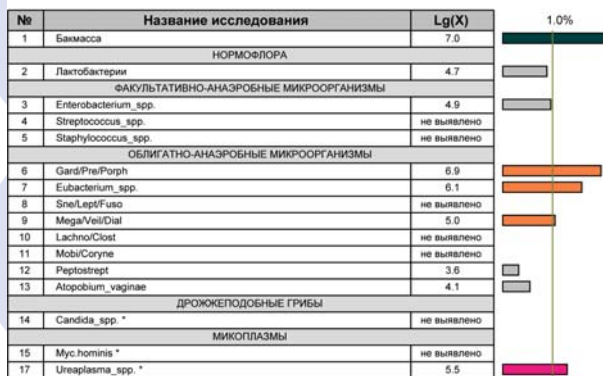 № Название исследования Lg(X) 1.0%
1 Бакмасса 7.0
НОРМОФЛОРА
2 Лактобактерии 4.7
ФАКУЛЬТАТИВНО-АНАЭРОБНЫЕ МИКРООРГАНИЗМЫ
3 Enterobacterium_spp. 4.9
4 Streptococcus_spp. не выявлено
5 Staphylococcus_spp. не выявлено
ОБЛИГАТНО-АНАЭРОБНЫЕ МИКРООРГАНИЗМЫ
6 Gard/Pre/Porph 6.9
7 Eubacterium_spp. 6.1
8 Sne/Lept/Fuso не выявлено
9 Mega/Veil/Dial 5.0
10 Lachno/Clost не выявлено
11 Mobi/Coryne не выявлено
12 Peptostrept 3.6
13 Atopobium_vaginae 4.1
ДРОЖЖЕПОДОБНЫЕ ГРИБЫ
14 Candida_spp. * не выявлено
МИКОПЛАЗМЫ
15 Myc.hominis * не выявлено
17 Ureaplasma_spp. * 5.5